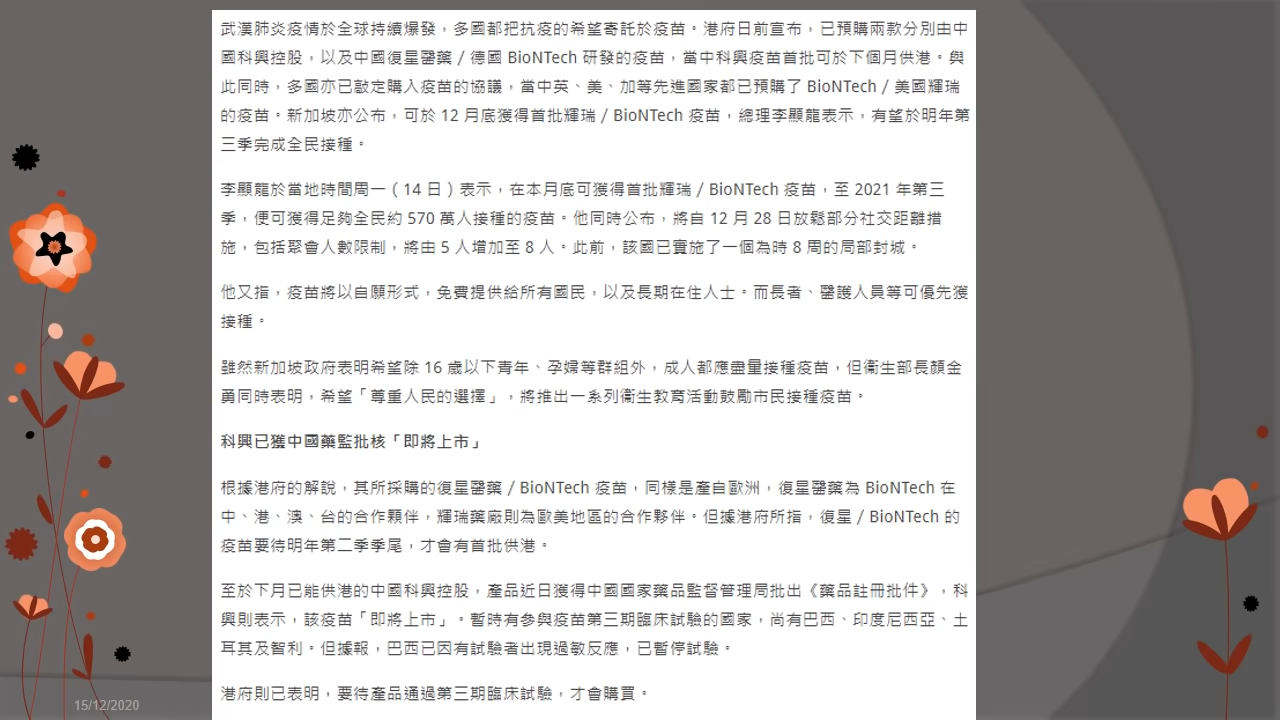 武漢肺炎疫情於全球持續爆發，多國都把抗疫的希望寄託於疫苗。港府日前宣布，已預購兩款分別由中
國科興控股，以及中國復星醫藥 / 德國 BioNTech 研發的疫苗，當中科興疫苗首批可於下個月供港。與
此同時，多國亦已敲定購入疫苗的協議，當中英、美、加等先進國家都已預購了 BioNTech / 美國輝瑞
的疫苗。新加坡亦公布，可於 12 月底獲得首批輝瑞 / BioNTech 疫苗，總理李顯龍表示，有望於明年第
三季完成全民接種。
李顯龍於當地時間周一（ 14 日 ）表示，在本月底可獲得首批輝瑞 / BioNTech 疫苗，至 2021 年第三
季，便可獲得足夠全民約 570 萬人接種的疫苗。他同時公布，將自 12 月 28 日放鬆部分社交距離措
施，包括聚會人數限制，將由 5 人增加至 8 人。此前，該國已實施了一個為時 8 周的局部封城。
他又指，疫苗將以自願形式，免費提供給所有國民，以及長期在住人士。而長者、醫護人員等可優先獲
接種。
雖然新加坡政府表明希望除 16 歲以下青年、孕婦等群組外，成人都應盡量接種疫苗，但衞生部長顏金
勇同時表明，希望「尊重人民的選擇」，將推出一系列衞生教育活動鼓勵市民接種疫苗。
科興已獲中國藥監批核「即將上市」
根據港府的解說，其所採購的復星醫藥 / BioNTech 疫苗，同樣是產自歐洲，復星醫藥為 BioNTech 在
中、港、澳、台的合作夥伴，輝瑞藥廠則為歐美地區的合作夥伴。但據港府所指，復星 / BioNTech 的
疫苗要待明年第二季季尾，才會有首批供港。
至於下月已能供港的中國科興控股，產品近日獲得中國國家藥品監督管理局批出《藥品註冊批件》，科
興則表示，該疫苗「即將上市」。暫時有參與疫苗第三期臨床試驗的國家，尚有巴西、印度尼西亞、土
耳其及智利。但據報，巴西已因有試驗者出現過敏反應，已暫停試驗。
港府則已表明，要待產品通過第三期臨床試驗，才會購買。
15/12/2020